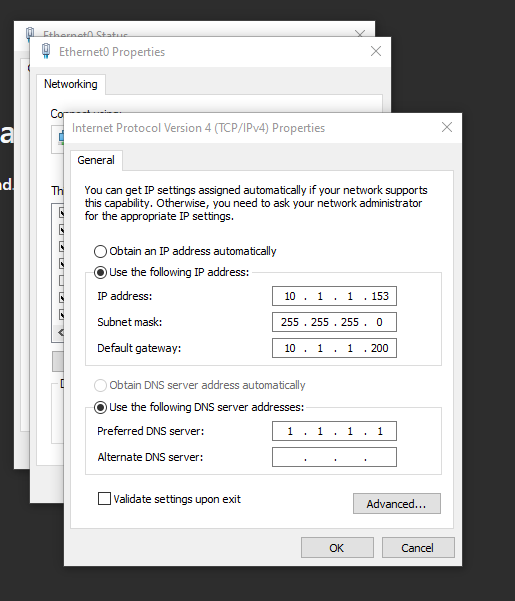 Ethernet0 Status
Ethernet0 Properties
Networking
Internet Protocol Version 4 (TCP/IPv4) Properties
General
You can get IP settings assigned automatically if your network supports
this capability. Otherwise, you need to ask your network administrator
for the appropriate IP settings.
Obtain an IP address automatically
Use the following IP address:
IP address:
10 . 1 . 1 . 153
Subnet mask:
255 . 255 . 255 . 0
Default gateway:
10 . 1 . 1 . 200
Obtain DNS server address automatically
Use the following DNS server addresses:
Preferred DNS server:
1 . 1 . 1 . 1
Alternate DNS server:
. . .
Validate settings upon exit
Advanced...
OK
Cancel